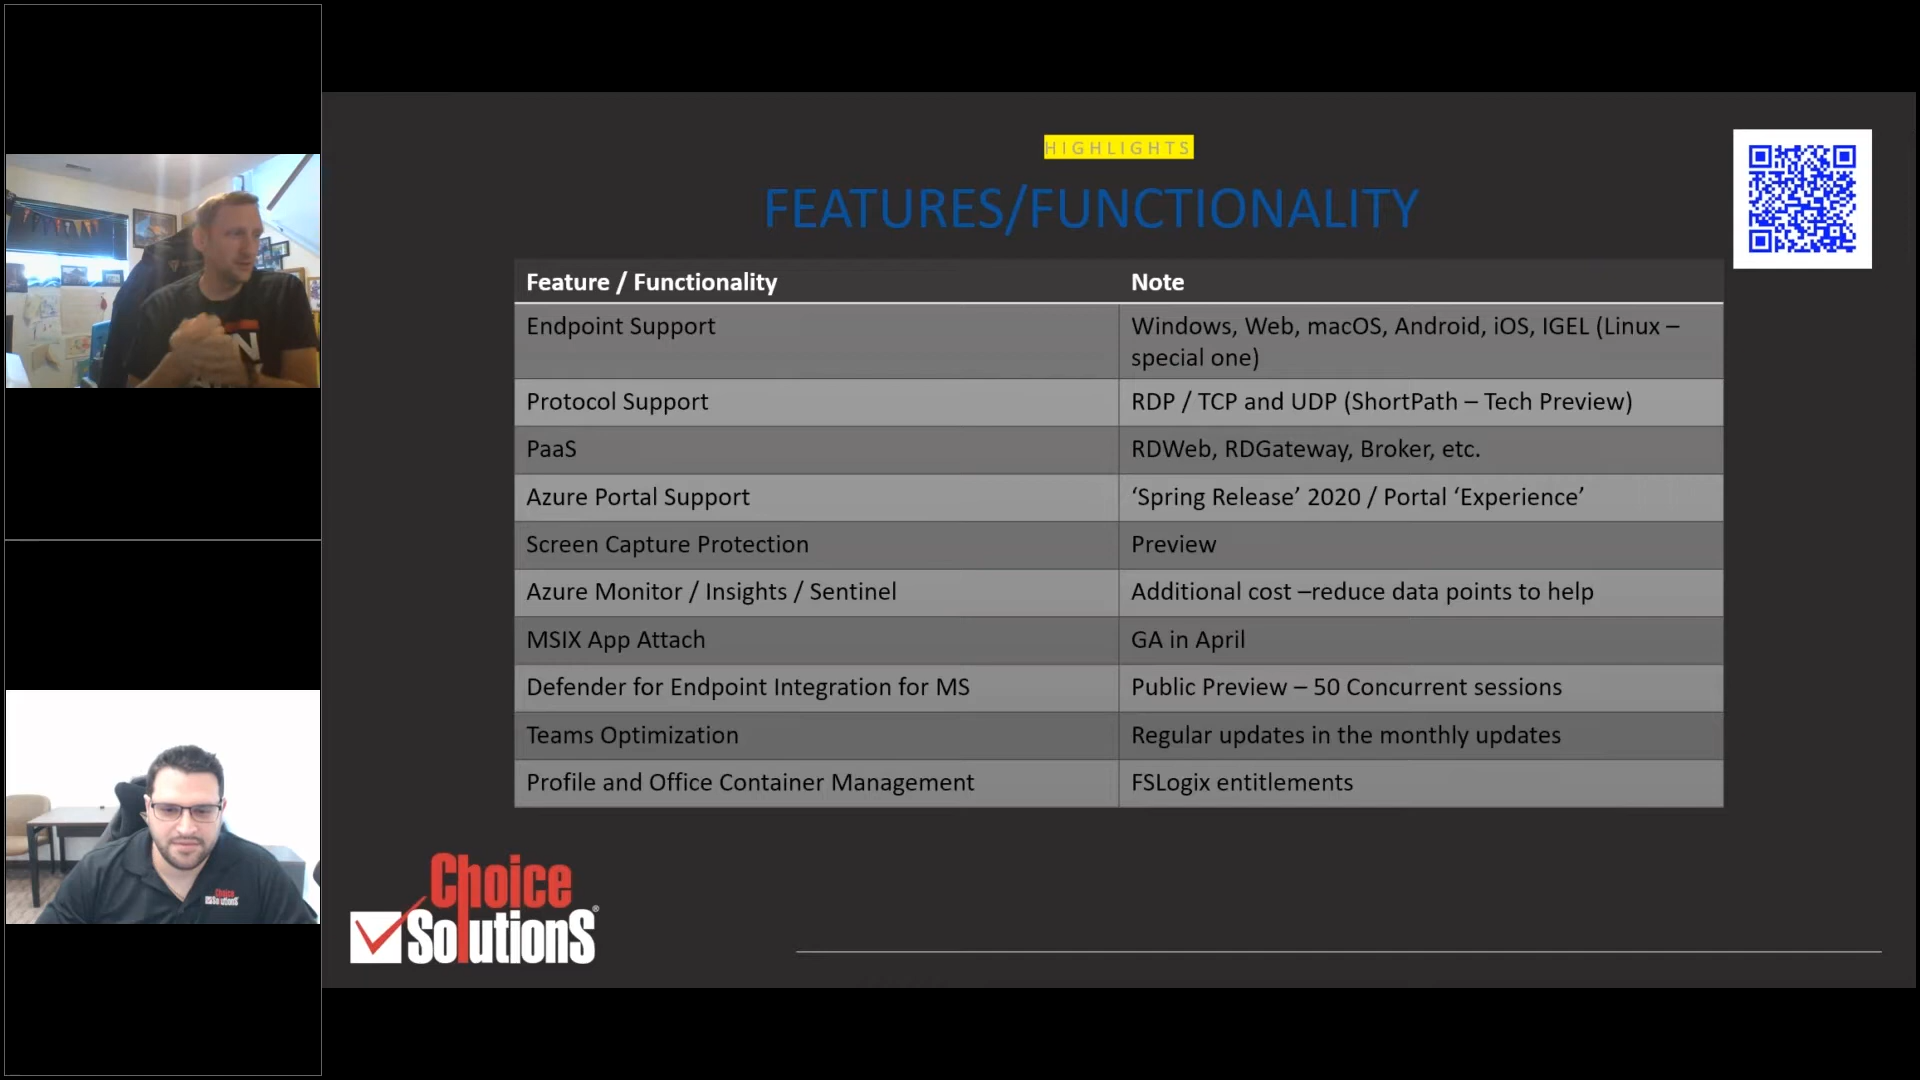 HIGHLIGHTS
FEATURES/FUNCTIONALITY
Feature / Functionality
Note
Endpoint Support
Windows, Web, macOS, Android, iOS, IGEL (Linux –
special one)
Protocol Support
RDP / TCP and UDP (ShortPath – Tech Preview)
PaaS
RDWeb, RDGateway, Broker, etc.
Azure Portal Support
‘Spring Release’ 2020 / Portal ‘Experience’
Screen Capture Protection
Preview
Azure Monitor / Insights / Sentinel
Additional cost –reduce data points to help
MSIX App Attach
GA in April
Defender for Endpoint Integration for MS
Public Preview – 50 Concurrent sessions
Teams Optimization
Regular updates in the monthly updates
Profile and Office Container Management
FSLogix entitlements
Choice
Solutions®
Choice
Solutions